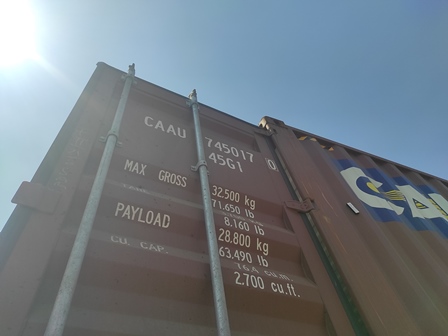 CAAU 745017 0
45G1
MAX GROSS 32.500 kg
71.650 lb
8.160 lb
PAYLOAD 28.800 kg
63.490 lb
CU. CAP.
2.700 cu.ft.